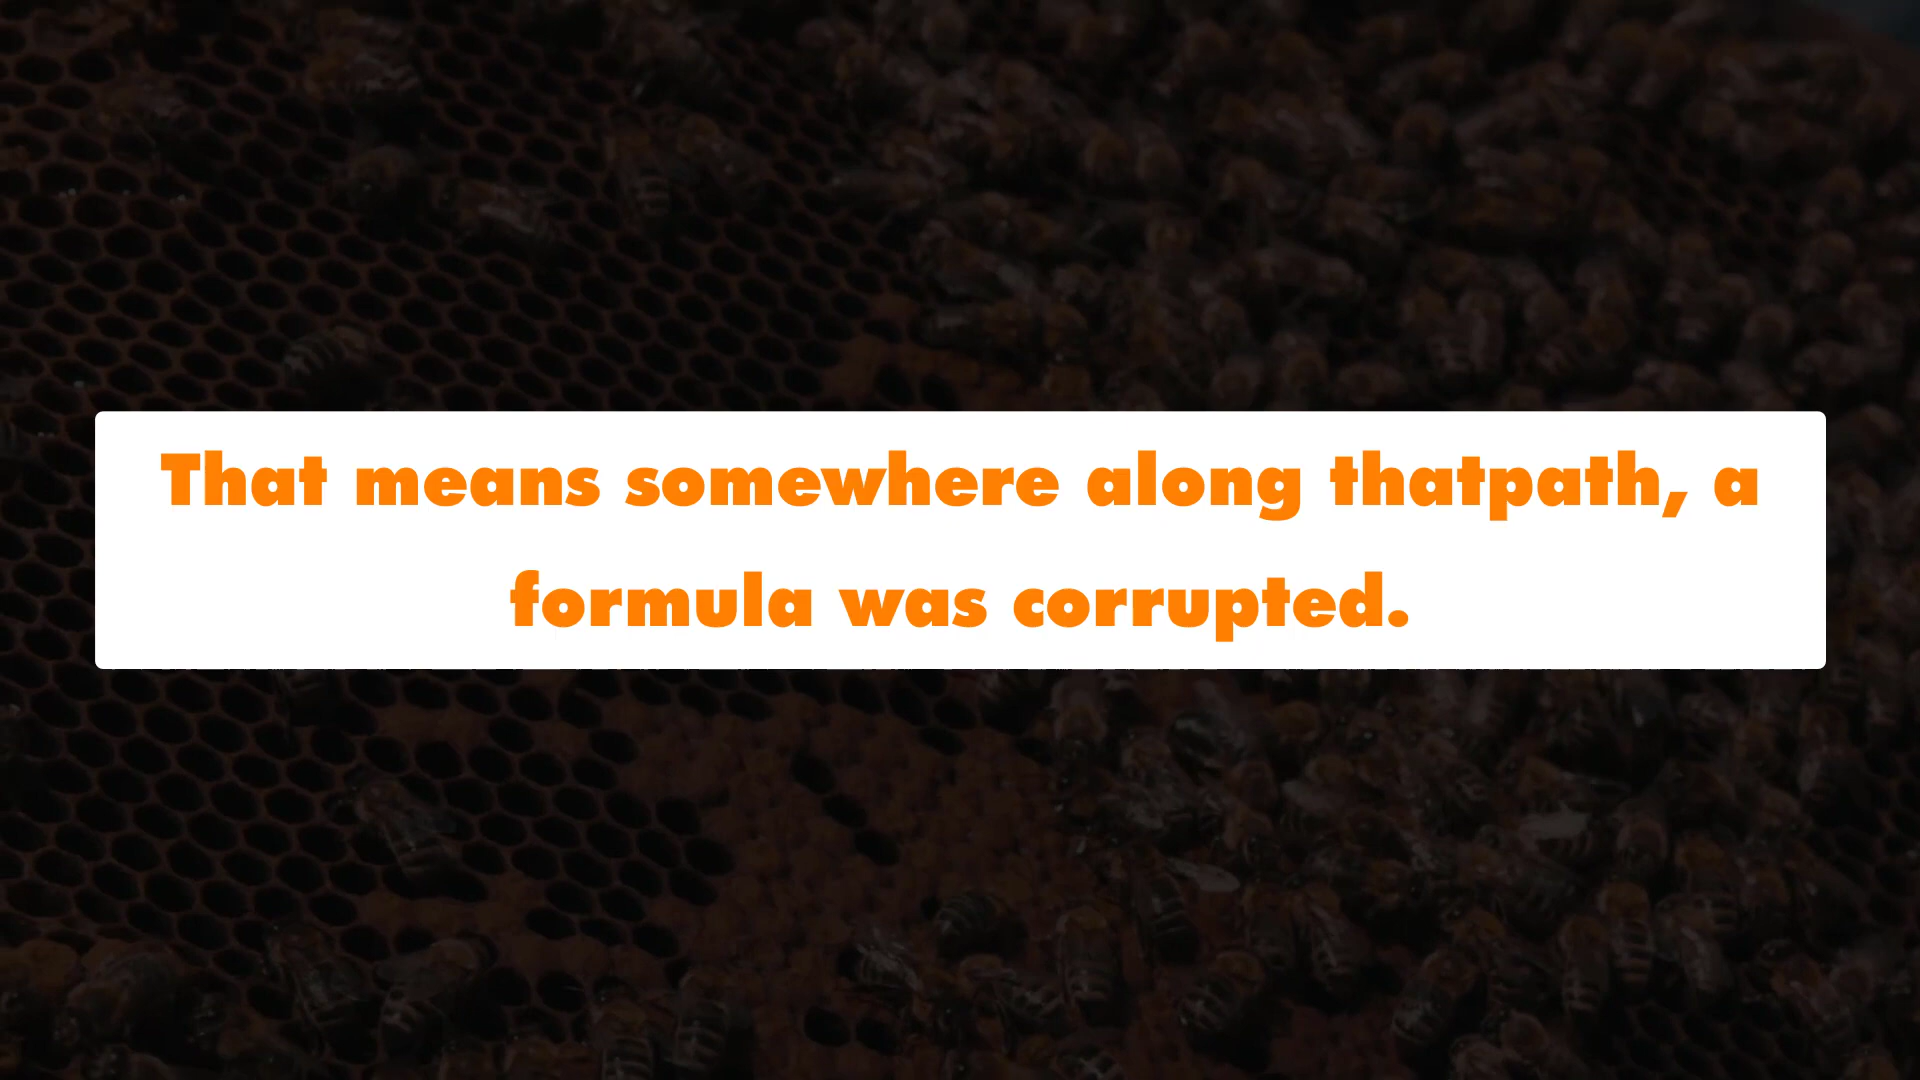 That means somewhere along thatpath, a
formula was corrupted.